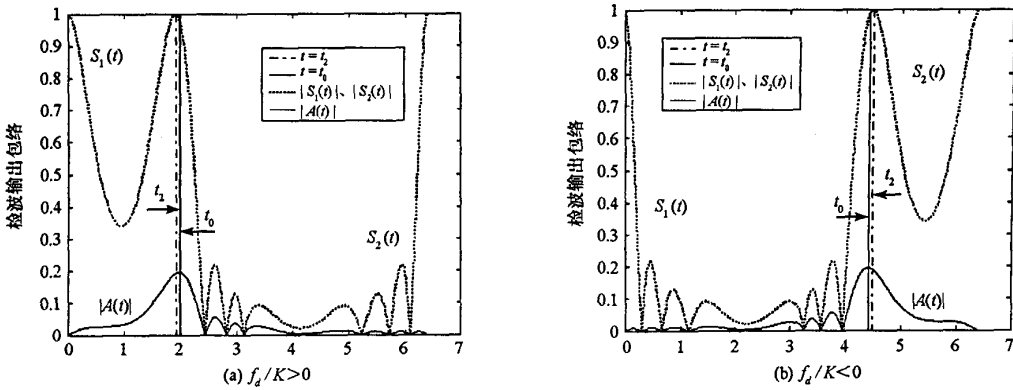 检波输出包络
1
0.9
0.8
0.7
0.6
0.5
0.4
0.3
0.2
0.1
0
0 1 2 3 4 5 6 7
S₁(t)
t = t₂
t = t₀
|S₁(t)|、|S₂(t)|
|A(t)|
t₂
t₀
S₂(t)
|A(t)|
(a) f_d/K>0
检波输出包络
1
0.9
0.8
0.7
0.6
0.5
0.4
0.3
0.2
0.1
0
0 1 2 3 4 5 6 7
t = t₂
t = t₀
|S₁(t)|、|S₂(t)|
|A(t)|
S₂(t)
t₂
S₁(t)
t₀
|A(t)|
(b) f_d/K<0